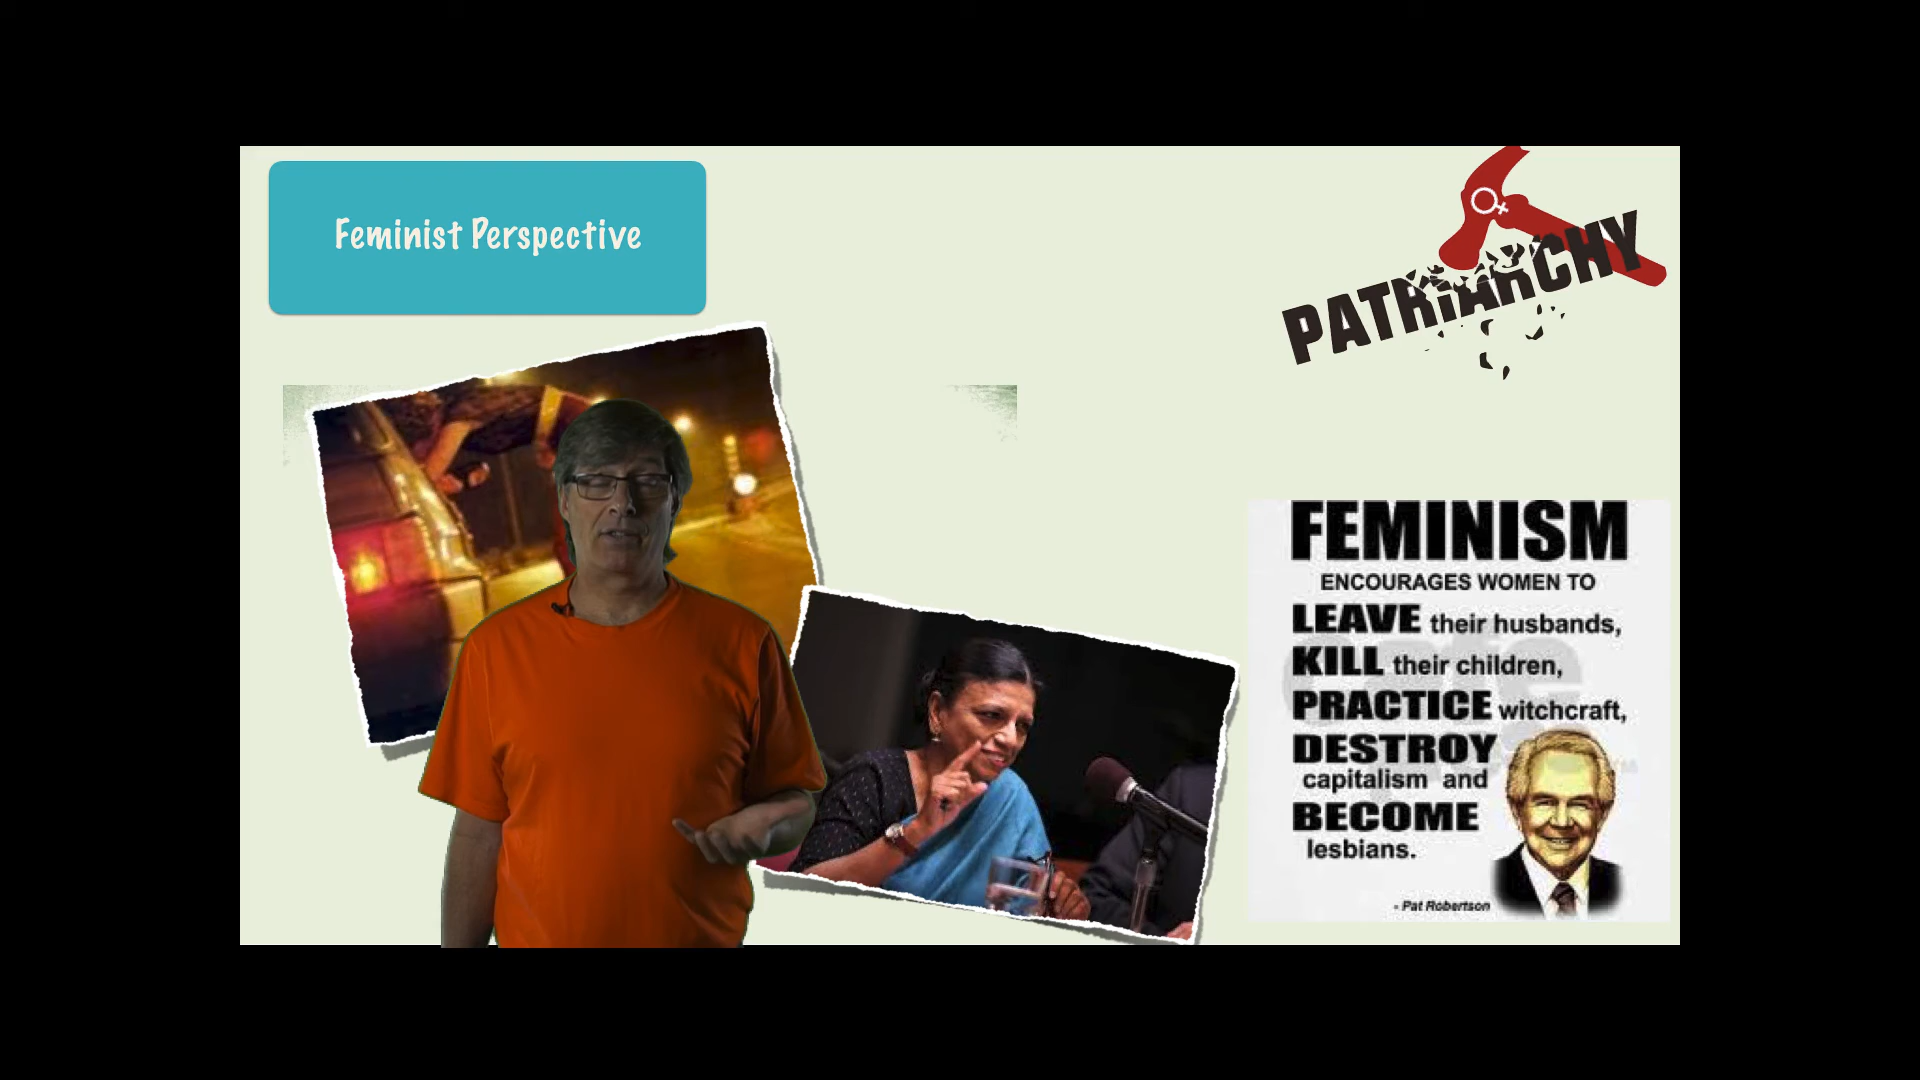 Feminist Perspective
PATRiARCHY
FEMINISM
ENCOURAGES WOMEN TO
LEAVE their husbands,
KILL their children,
PRACTICE witchcraft,
DESTROY
capitalism and
BECOME
lesbians.
- Pat Robertson